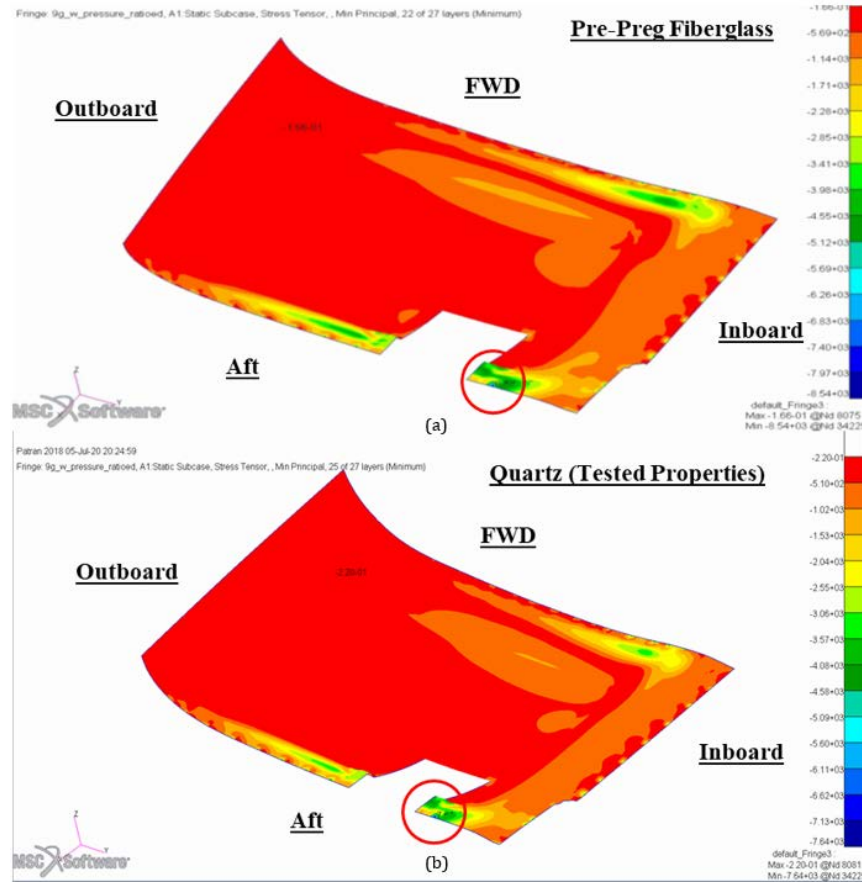 Fringe: 9g_w_pressure_ratioed, A1:Static Subcase, Stress Tensor, , Min Principal, 22 of 27 layers (Minimum)
Pre-Preg Fiberglass
FWD
Outboard
-1.66-01
Aft
Inboard
-1.66-01
-5.69+02
-1.14+03
-1.71+03
-2.28+03
-2.85+03
-3.41+03
-3.98+03
-4.55+03
-5.12+03
-5.69+03
-6.26+03
-6.83+03
-7.40+03
-7.97+03
-8.54+03
default_Fringe3 :
Max -1.66-01 @Nd 8075
Min -8.54+03 @Nd 34225
Z
Y
MSC Software
(a)
Patran 2018 05-Jul-20 20:24:59
Fringe: 9g_w_pressure_ratioed, A1:Static Subcase, Stress Tensor, , Min Principal, 25 of 27 layers (Minimum)
Quartz (Tested Properties)
FWD
Outboard
-2.20-01
Aft
Inboard
-2.20-01
-5.10+02
-1.02+03
-1.53+03
-2.04+03
-2.55+03
-3.06+03
-3.57+03
-4.08+03
-4.58+03
-5.09+03
-5.60+03
-6.11+03
-6.62+03
-7.13+03
-7.64+03
default_Fringe3 :
Max -2.20-01 @Nd 8081
Min -7.64+03 @Nd 3422
Z
Y
MSC Software
(b)